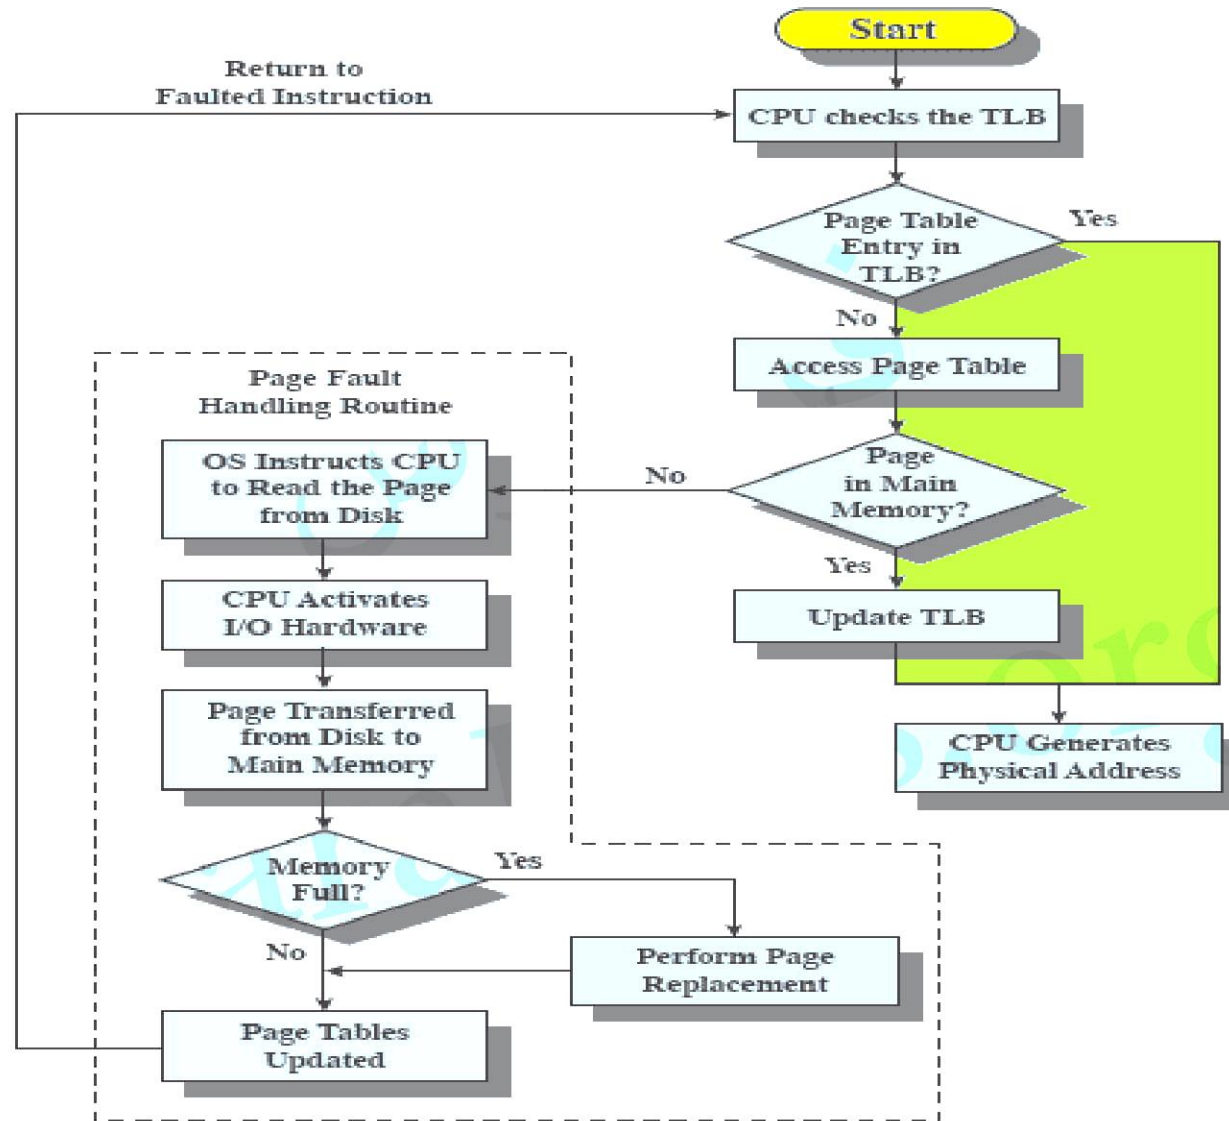 Start
Return to
Faulted Instruction
CPU checks the TLB
Page Table
Entry in
TLB?
Yes
No
Access Page Table
Page Fault
Handling Routine
OS Instructs CPU
to Read the Page
from Disk
No
Page
in Main
Memory?
Yes
CPU Activates
I/O Hardware
Update TLB
Page Transferred
from Disk to
Main Memory
CPU Generates
Physical Address
Memory
Full?
Yes
No
Perform Page
Replacement
Page Tables
Updated